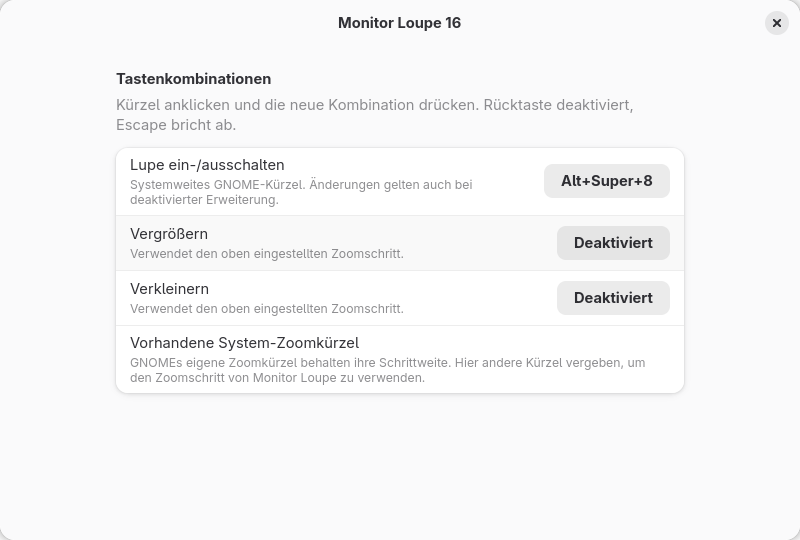 Monitor Loupe 16
Tastenkombinationen
Kürzel anklicken und die neue Kombination drücken. Rücktaste deaktiviert,
Escape bricht ab.
Lupe ein-/ausschalten
Systemweites GNOME-Kürzel. Änderungen gelten auch bei
deaktivierter Erweiterung.
Alt+Super+8
Vergrößern
Verwendet den oben eingestellten Zoomschritt.
Deaktiviert
Verkleinern
Verwendet den oben eingestellten Zoomschritt.
Deaktiviert
Vorhandene System-Zoomkürzel
GNOMEs eigene Zoomkürzel behalten ihre Schrittweite. Hier andere Kürzel vergeben, um
den Zoomschritt von Monitor Loupe zu verwenden.